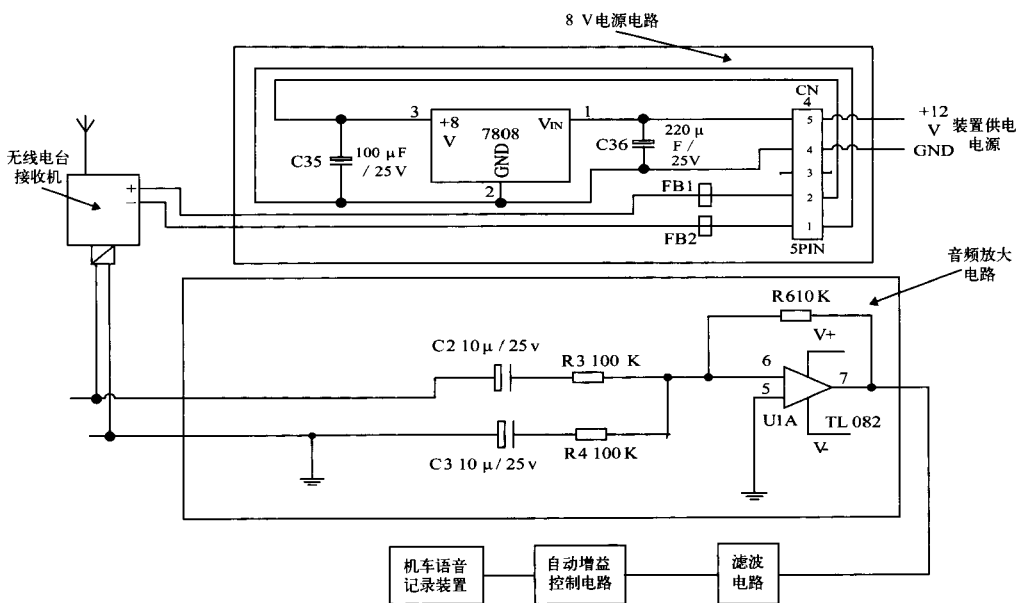 8 V电源电路
CN
4
5
+12
V
装置供电
电源
4
GND
3
2
1
5PIN
3
+8
V
7808
VIN
GND
1
2
C35
100 μF
/ 25V
C36
220 μ
F /
25V
FB1
FB2
无线电台
接收机
+
−
音频放大
电路
R610 K
V+
C2 10 μ / 25v
R3 100 K
6
5
7
U1A
TL 082
V-
C3 10 μ / 25v
R4 100 K
机车语音
记录装置
自动增益
控制电路
滤波
电路